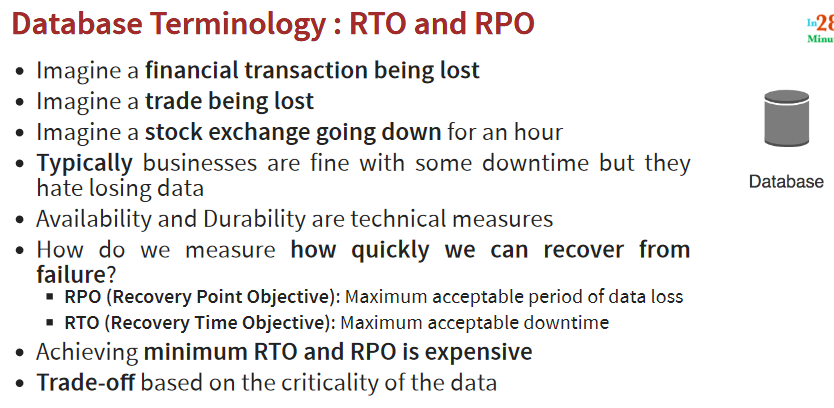 Database Terminology : RTO and RPO
In28
Minu
Imagine a financial transaction being lost
Imagine a trade being lost
Imagine a stock exchange going down for an hour
Typically businesses are fine with some downtime but they
hate losing data
Database
Availability and Durability are technical measures
How do we measure how quickly we can recover from
failure?
RPO (Recovery Point Objective): Maximum acceptable period of data loss
RTO (Recovery Time Objective): Maximum acceptable downtime
Achieving minimum RTO and RPO is expensive
Trade-off based on the criticality of the data